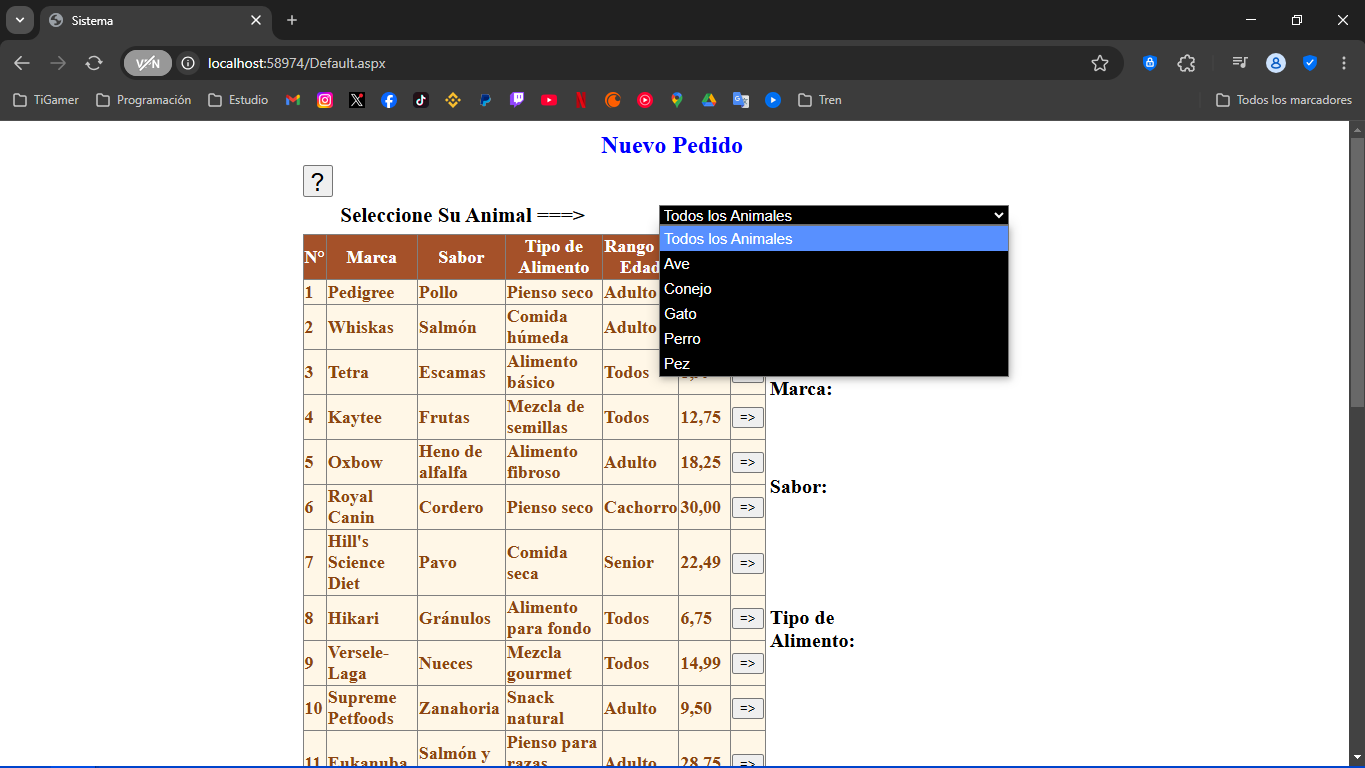 Sistema
VPN
localhost:58974/Default.aspx
TiGamer
Programación
Estudio
Tren
Todos los marcadores
Nuevo Pedido
?
Seleccione Su Animal ===>
Todos los Animales
Todos los Animales
Ave
Conejo
Gato
Perro
Pez
N° Marca Sabor Tipo de Alimento Rango Edad
1 Pedigree Pollo Pienso seco Adulto
2 Whiskas Salmón Comida húmeda Adulto
3 Tetra Escamas Alimento básico Todos
4 Kaytee Frutas Mezcla de semillas Todos 12,75 =>
5 Oxbow Heno de alfalfa Alimento fibroso Adulto 18,25 =>
6 Royal Canin Cordero Pienso seco Cachorro 30,00 =>
7 Hill's Science Diet Pavo Comida seca Senior 22,49 =>
8 Hikari Gránulos Alimento para fondo Todos 6,75 =>
9 Versele-Laga Nueces Mezcla gourmet Todos 14,99 =>
10 Supreme Petfoods Zanahoria Snack natural Adulto 9,50 =>
11 Eukanuba Salmón y Pienso para razas Adulto 28,75 =>
Marca:
Sabor:
Tipo de
Alimento: